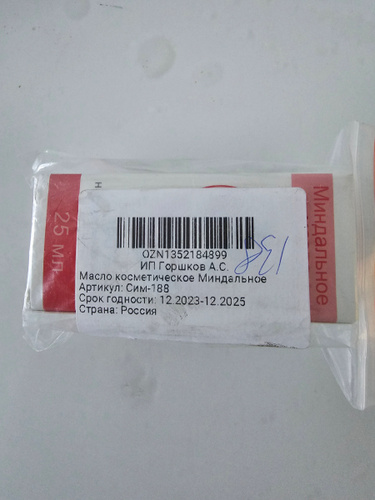 25 мл
Миндальное
OZN1352184899
ИП Горшков А.С.
Масло косметическое Миндальное
Артикул: Сим-188
Срок годности: 12.2023-12.2025
Страна: Россия